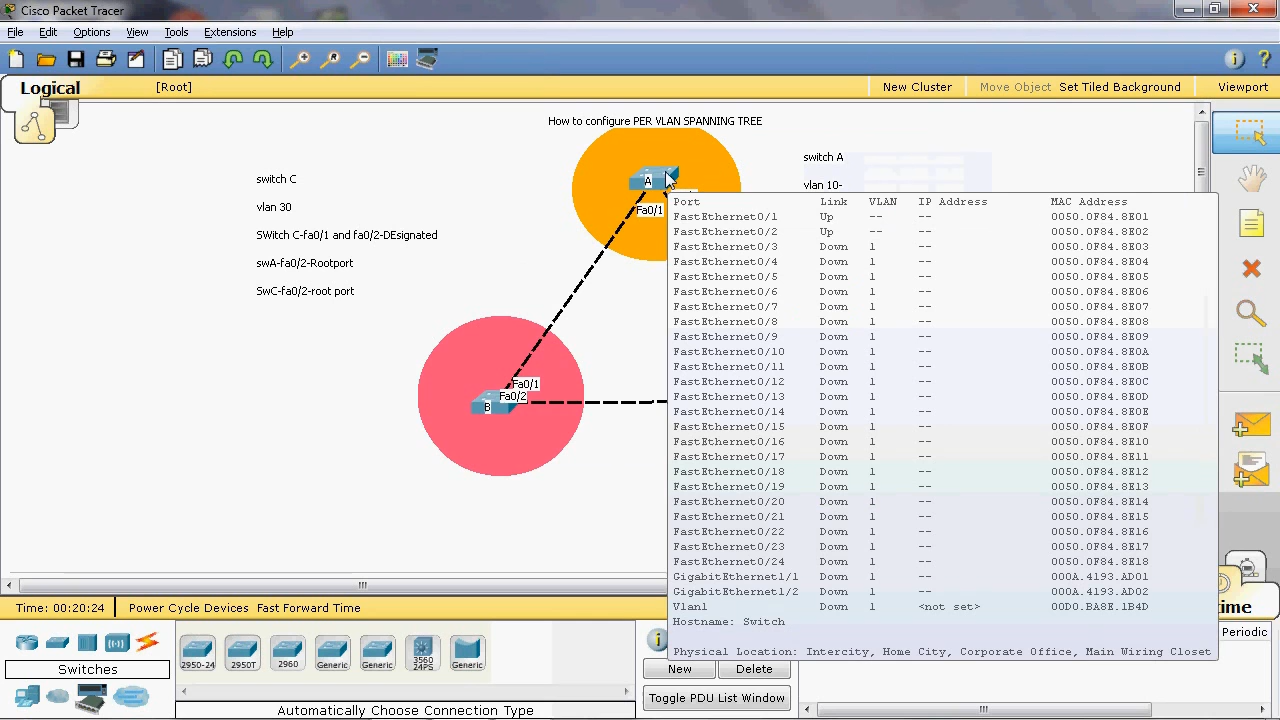 Cisco Packet Tracer
File Edit Options View Tools Extensions Help
Logical [Root] New Cluster Move Object Set Tiled Background Viewport
How to configure PER VLAN SPANNING TREE
switch C
vlan 30
SWitch C-fa0/1 and fa0/2-DEsignated
swA-fa0/2-Rootport
SwC-fa0/2-root port
switch A
vlan 10-
A
Fa0/1
Fa0/1
Fa0/2
B
Port Link VLAN IP Address MAC Address
FastEthernet0/1 Up -- -- 0050.0F84.8E01
FastEthernet0/2 Up -- -- 0050.0F84.8E02
FastEthernet0/3 Down 1 -- 0050.0F84.8E03
FastEthernet0/4 Down 1 -- 0050.0F84.8E04
FastEthernet0/5 Down 1 -- 0050.0F84.8E05
FastEthernet0/6 Down 1 -- 0050.0F84.8E06
FastEthernet0/7 Down 1 -- 0050.0F84.8E07
FastEthernet0/8 Down 1 -- 0050.0F84.8E08
FastEthernet0/9 Down 1 -- 0050.0F84.8E09
FastEthernet0/10 Down 1 -- 0050.0F84.8E0A
FastEthernet0/11 Down 1 -- 0050.0F84.8E0B
FastEthernet0/12 Down 1 -- 0050.0F84.8E0C
FastEthernet0/13 Down 1 -- 0050.0F84.8E0D
FastEthernet0/14 Down 1 -- 0050.0F84.8E0E
FastEthernet0/15 Down 1 -- 0050.0F84.8E0F
FastEthernet0/16 Down 1 -- 0050.0F84.8E10
FastEthernet0/17 Down 1 -- 0050.0F84.8E11
FastEthernet0/18 Down 1 -- 0050.0F84.8E12
FastEthernet0/19 Down 1 -- 0050.0F84.8E13
FastEthernet0/20 Down 1 -- 0050.0F84.8E14
FastEthernet0/21 Down 1 -- 0050.0F84.8E15
FastEthernet0/22 Down 1 -- 0050.0F84.8E16
FastEthernet0/23 Down 1 -- 0050.0F84.8E17
FastEthernet0/24 Down 1 -- 0050.0F84.8E18
GigabitEthernet1/1 Down 1 -- 000A.4193.AD01
GigabitEthernet1/2 Down 1 -- 000A.4193.AD02
Vlan1 Down 1 <not set> 00D0.BA8E.1B4D
Hostname: Switch
Physical Location: Intercity, Home City, Corporate Office, Main Wiring Closet
Time: 00:20:24 Power Cycle Devices Fast Forward Time
Switches
2950-24 2950T 2960 Generic Generic 3560 24PS Generic
Automatically Choose Connection Type
New Delete
Toggle PDU List Window
Periodic